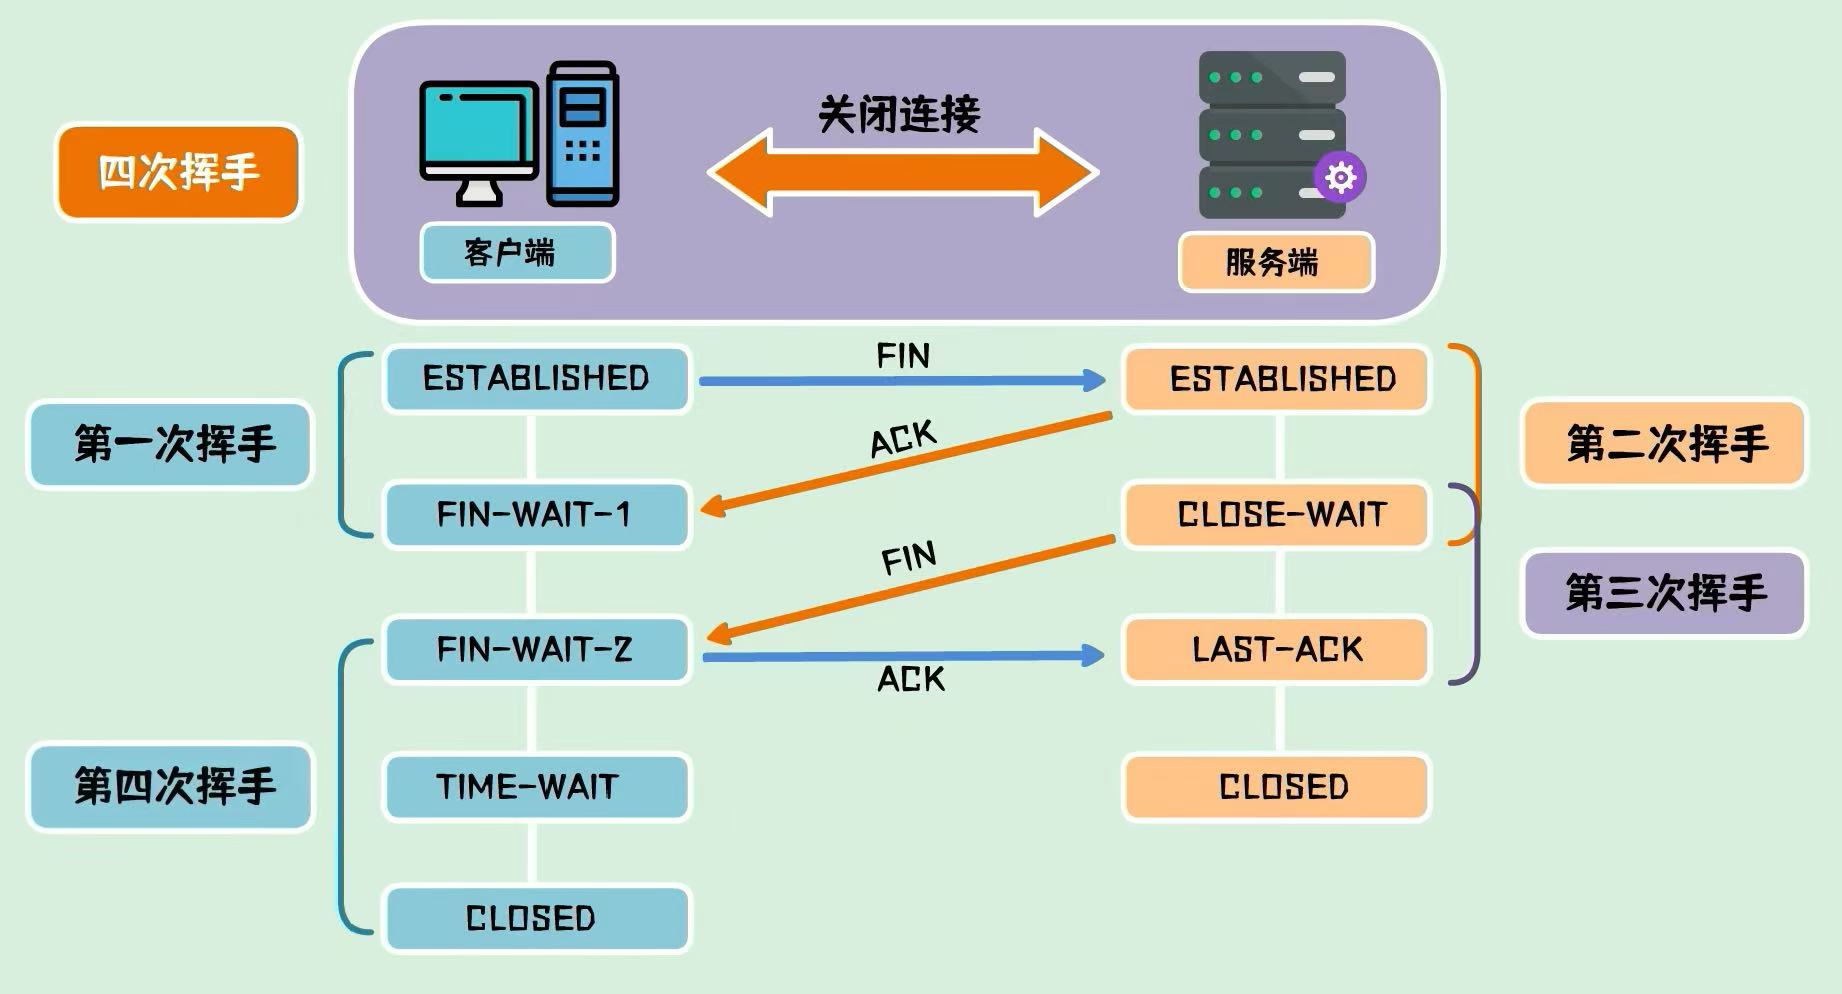 四次挥手
关闭连接
客户端
服务端
ESTABLISHED
FIN
ESTABLISHED
第一次挥手
ACK
第二次挥手
FIN-WAIT-1
CLOSE-WAIT
FIN
第三次挥手
FIN-WAIT-2
ACK
LAST-ACK
第四次挥手
TIME-WAIT
CLOSED
CLOSED